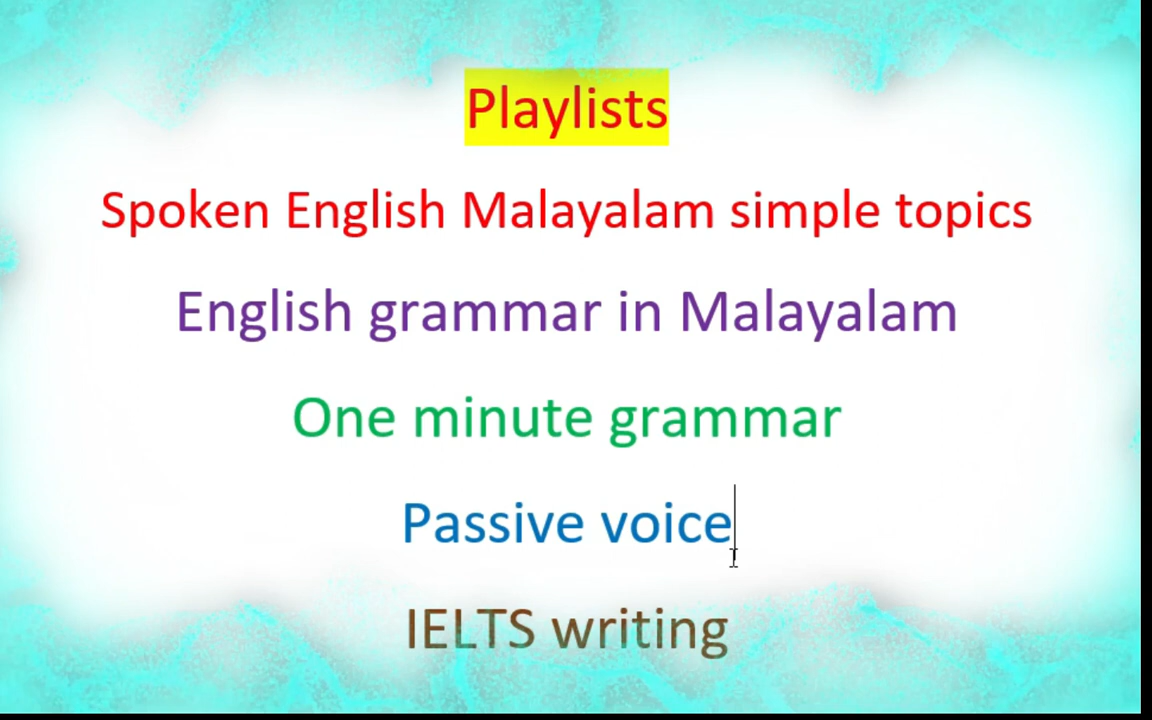 Playlists
Spoken English Malayalam simple topics
English grammar in Malayalam
One minute grammar
Passive voice
IELTS writing